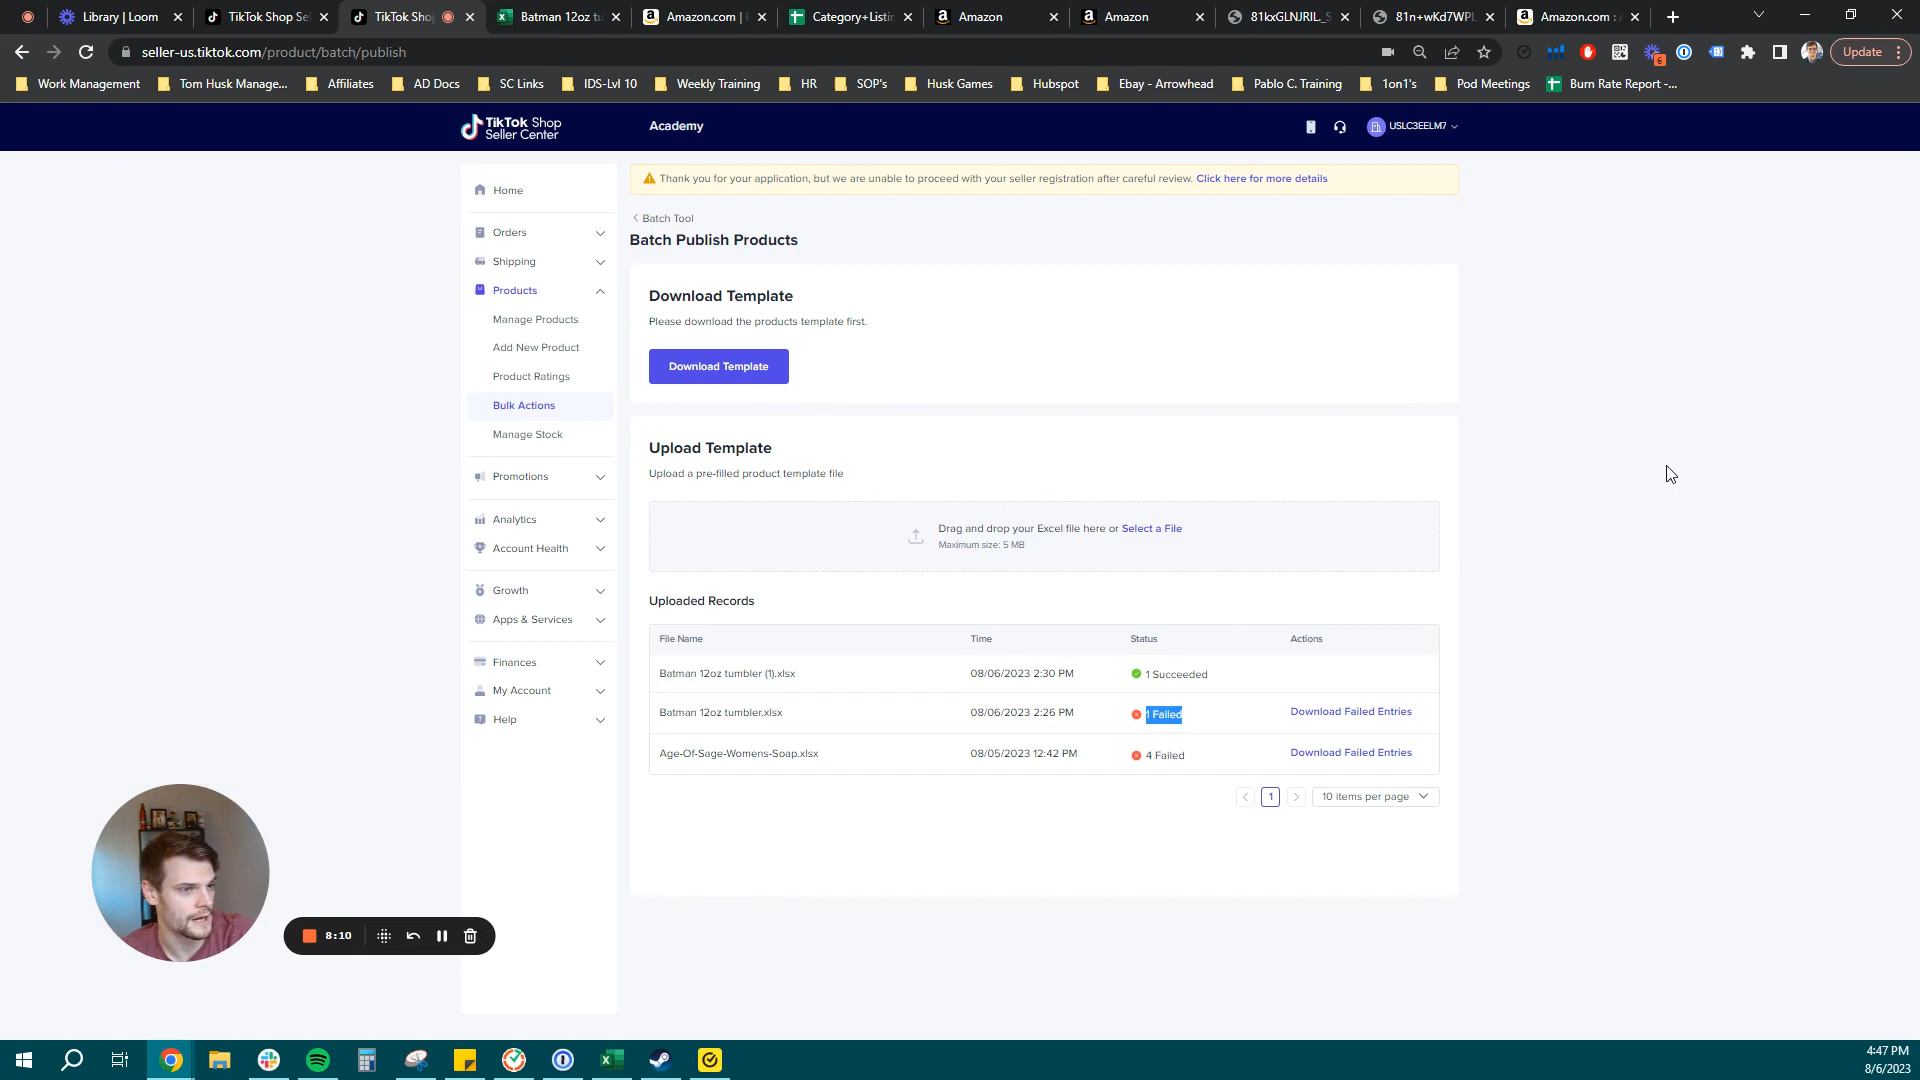 Library | Loom
TikTok Shop Se
TikTok Shop
Batman 12oz tu
Amazon.com |
Category+Listin
Amazon
Amazon
81kxGLNJRIL._S
81n+wKd7WPL
Amazon.com : A
seller-us.tiktok.com/product/batch/publish
6
Update
Work Management
Tom Husk Manage...
Affiliates
AD Docs
SC Links
IDS-Lvl 10
Weekly Training
HR
SOP's
Husk Games
Hubspot
Ebay - Arrowhead
Pablo C. Training
1on1's
Pod Meetings
Burn Rate Report -...
TikTok Shop
Seller Center
Academy
USLC3EELM7
Home
Orders
Shipping
Products
Manage Products
Add New Product
Product Ratings
Bulk Actions
Manage Stock
Promotions
Analytics
Account Health
Growth
Apps & Services
Finances
My Account
Help
Thank you for your application, but we are unable to proceed with your seller registration after careful review. Click here for more details
Batch Tool
Batch Publish Products
Download Template
Please download the products template first.
Download Template
Upload Template
Upload a pre-filled product template file
Drag and drop your Excel file here or Select a File
Maximum size: 5 MB
Uploaded Records
File Name Time Status Actions
Batman 12oz tumbler (1).xlsx 08/06/2023 2:30 PM 1 Succeeded
Batman 12oz tumbler.xlsx 08/06/2023 2:26 PM 1 Failed Download Failed Entries
Age-Of-Sage-Womens-Soap.xlsx 08/05/2023 12:42 PM 4 Failed Download Failed Entries
1
10 items per page
8:10
4:47 PM
8/6/2023